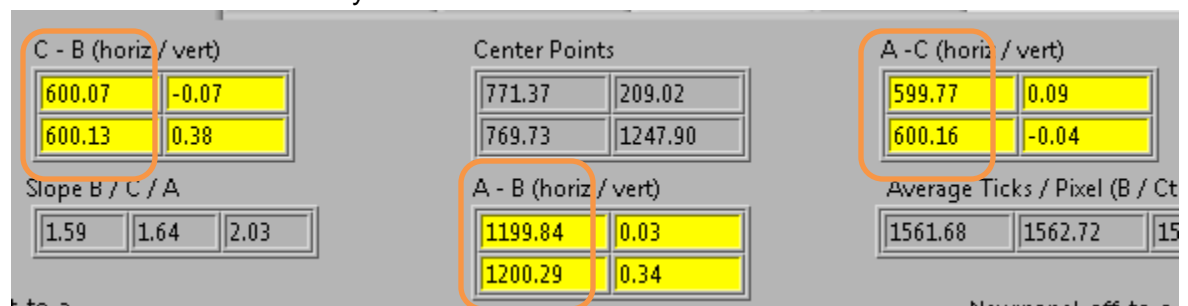 C - B (horiz / vert)
600.07 -0.07
600.13 0.38
Center Points
771.37 209.02
769.73 1247.90
A -C (horiz / vert)
599.77 0.09
600.16 -0.04
Slope B / C / A
1.59 1.64 2.03
A - B (horiz / vert)
1199.84 0.03
1200.29 0.34
Average Ticks / Pixel (B / Ct
1561.68 1562.72 15